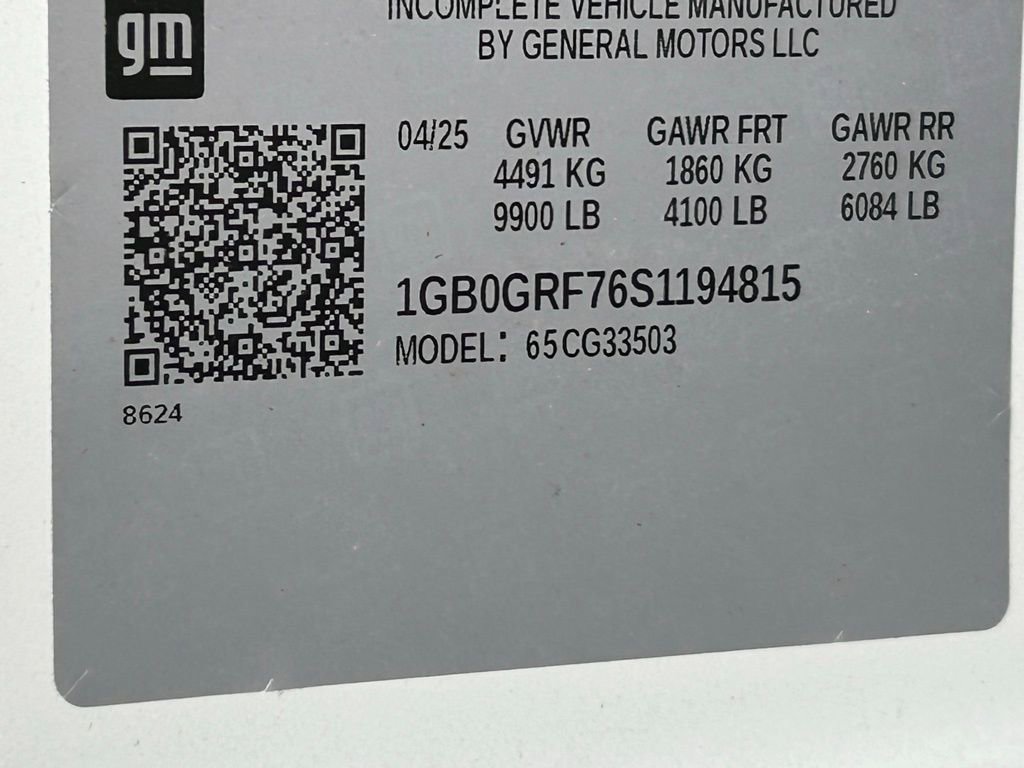 gm
INCOMPLETE VEHICLE MANUFACTURED
BY GENERAL MOTORS LLC
04/25 GVWR GAWR FRT GAWR RR
4491 KG 1860 KG 2760 KG
9900 LB 4100 LB 6084 LB
1GB0GRF76S1194815
MODEL: 65CG33503
8624